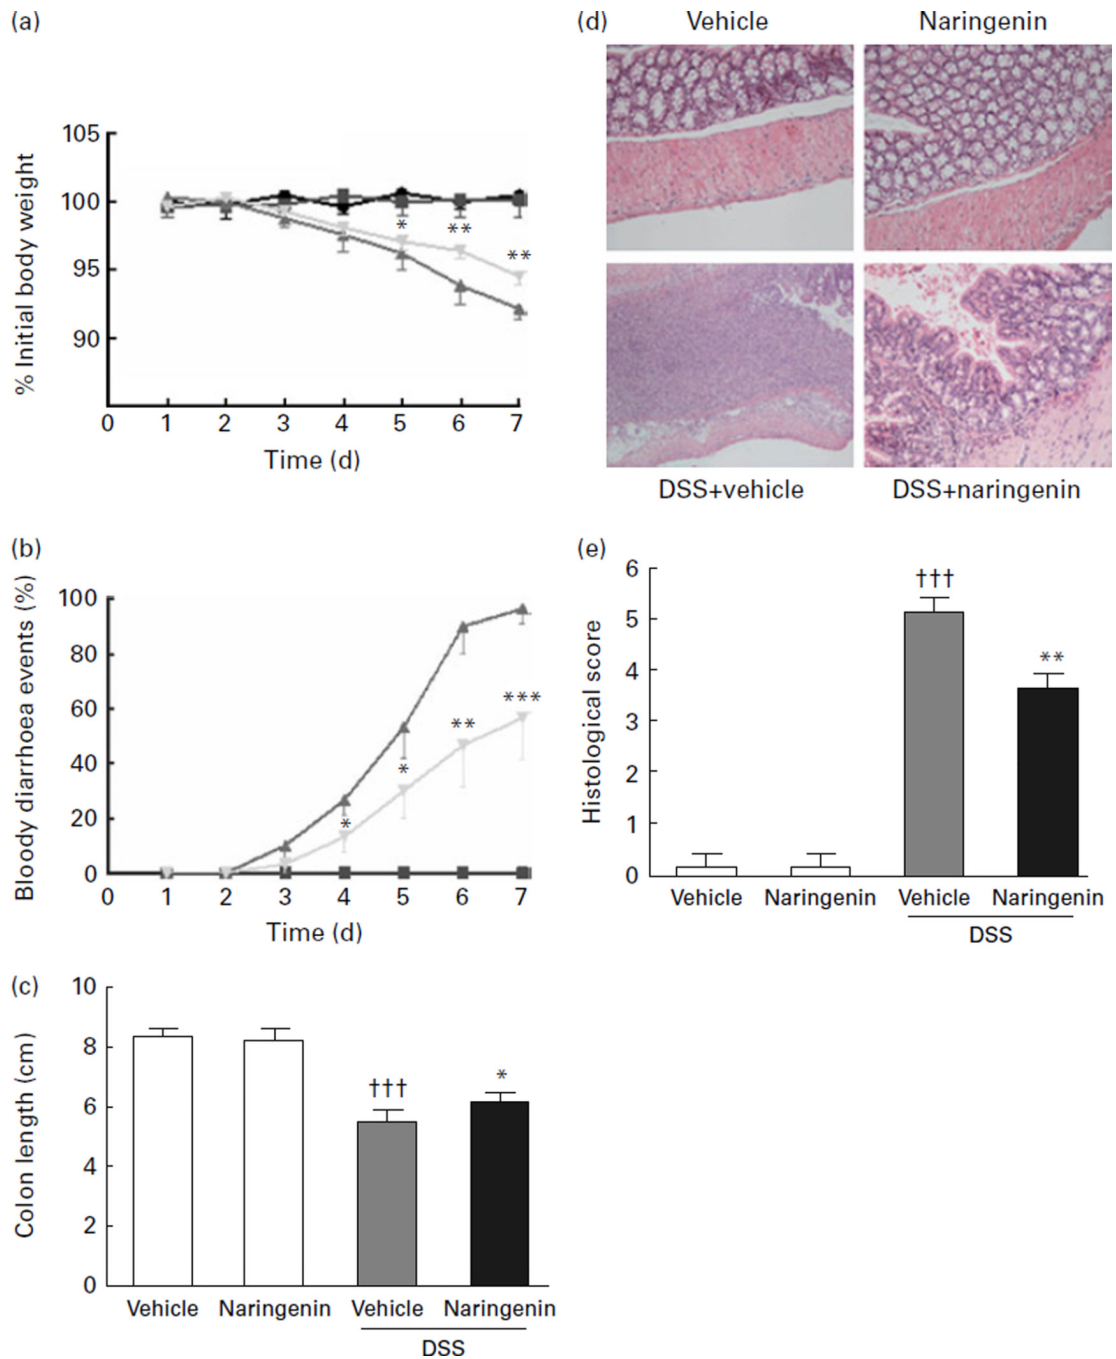 (a)
% Initial body weight
105
100
95
90
* ** **
0 1 2 3 4 5 6 7
Time (d)
(b)
Bloody diarrhoea events (%)
100
80
60
40
20
0
* * ** ***
0 1 2 3 4 5 6 7
Time (d)
(c)
Colon length (cm)
10
8
6
4
2
0
††† *
Vehicle Naringenin Vehicle Naringenin
DSS
(d)
Vehicle Naringenin
DSS+vehicle DSS+naringenin
(e)
Histological score
6
5
4
3
2
1
0
††† **
Vehicle Naringenin Vehicle Naringenin
DSS